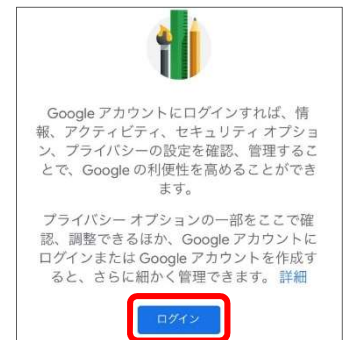 Google アカウントにログインすれば、情
報、アクティビティ、セキュリティ オプショ
ン、プライバシーの設定を確認、管理するこ
とで、Google の利便性を高めることができ
ます。
プライバシー オプションの一部をここで確
認、調整できるほか、Google アカウントに
ログインまたは Google アカウントを作成す
ると、さらに細かく管理できます。 詳細
ログイン